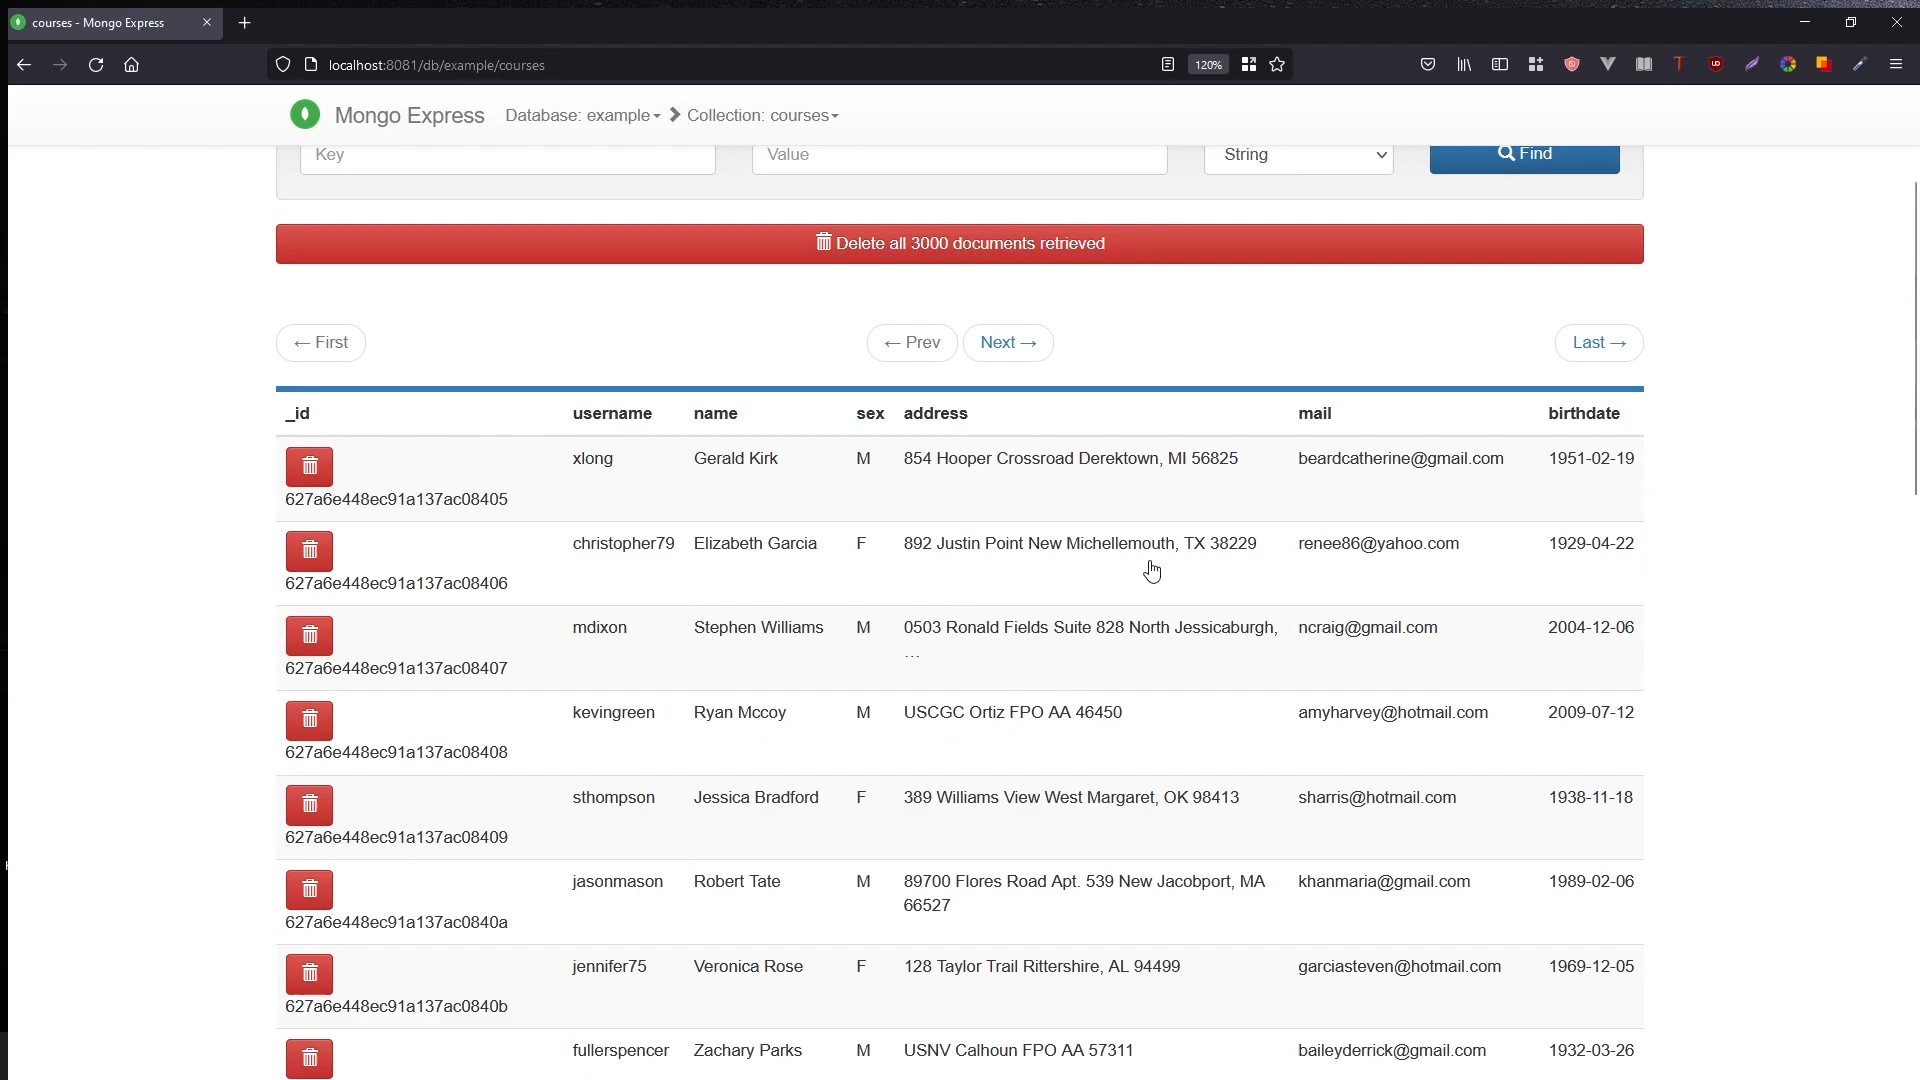 courses - Mongo Express
localhost:8081/db/example/courses
120%
Mongo Express Database: example Collection: courses
Key Value String Find
Delete all 3000 documents retrieved
← First ← Prev Next → Last →
_id username name sex address mail birthdate
xlong Gerald Kirk M 854 Hooper Crossroad Derektown, MI 56825 beardcatherine@gmail.com 1951-02-19
627a6e448ec91a137ac08405
christopher79 Elizabeth Garcia F 892 Justin Point New Michellemouth, TX 38229 renee86@yahoo.com 1929-04-22
627a6e448ec91a137ac08406
mdixon Stephen Williams M 0503 Ronald Fields Suite 828 North Jessicaburgh, ncraig@gmail.com 2004-12-06
...
627a6e448ec91a137ac08407
kevingreen Ryan Mccoy M USCGC Ortiz FPO AA 46450 amyharvey@hotmail.com 2009-07-12
627a6e448ec91a137ac08408
sthompson Jessica Bradford F 389 Williams View West Margaret, OK 98413 sharris@hotmail.com 1938-11-18
627a6e448ec91a137ac08409
jasonmason Robert Tate M 89700 Flores Road Apt. 539 New Jacobport, MA khanmaria@gmail.com 1989-02-06
66527
627a6e448ec91a137ac0840a
jennifer75 Veronica Rose F 128 Taylor Trail Rittershire, AL 94499 garciasteven@hotmail.com 1969-12-05
627a6e448ec91a137ac0840b
fullerspencer Zachary Parks M USNV Calhoun FPO AA 57311 baileyderrick@gmail.com 1932-03-26